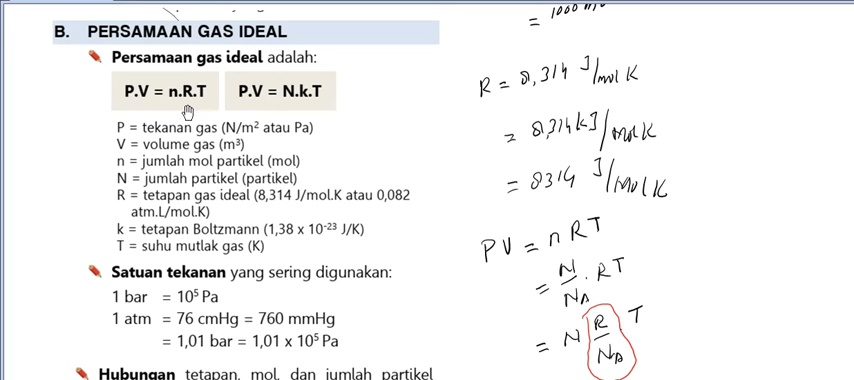 B. PERSAMAAN GAS IDEAL
Persamaan gas ideal adalah:
P.V = n.R.T
P.V = N.k.T
P = tekanan gas (N/m² atau Pa)
V = volume gas (m³)
n = jumlah mol partikel (mol)
N = jumlah partikel (partikel)
R = tetapan gas ideal (8,314 J/mol.K atau 0,082
atm.L/mol.K)
k = tetapan Boltzmann (1,38 x 10⁻²³ J/K)
T = suhu mutlak gas (K)
Satuan tekanan yang sering digunakan:
1 bar = 10⁵ Pa
1 atm = 76 cmHg = 760 mmHg
= 1,01 bar = 1,01 x 10⁵ Pa
Hubungan tetapan, mol, dan jumlah partikel
= 1000
R = 8,314 J/mol K
= 8,314 kJ/mol K
= 8314 J/mol K
PV = n RT
= N/NA . RT
= N R/NA T